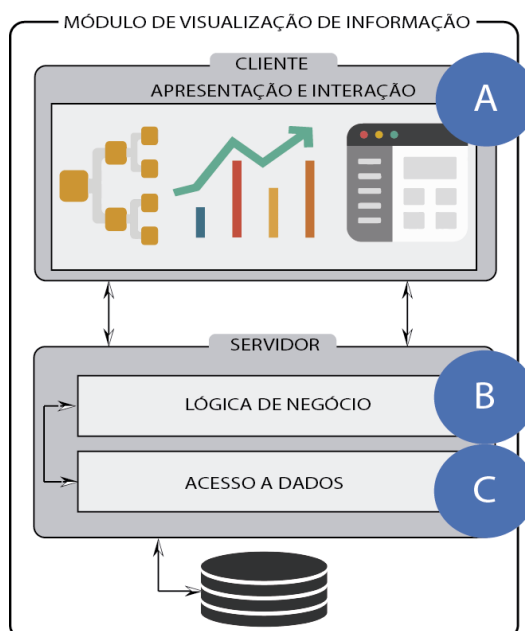 MÓDULO DE VISUALIZAÇÃO DE INFORMAÇÃO
CLIENTE
APRESENTAÇÃO E INTERAÇÃO
A
SERVIDOR
LÓGICA DE NEGÓCIO
B
ACESSO A DADOS
C